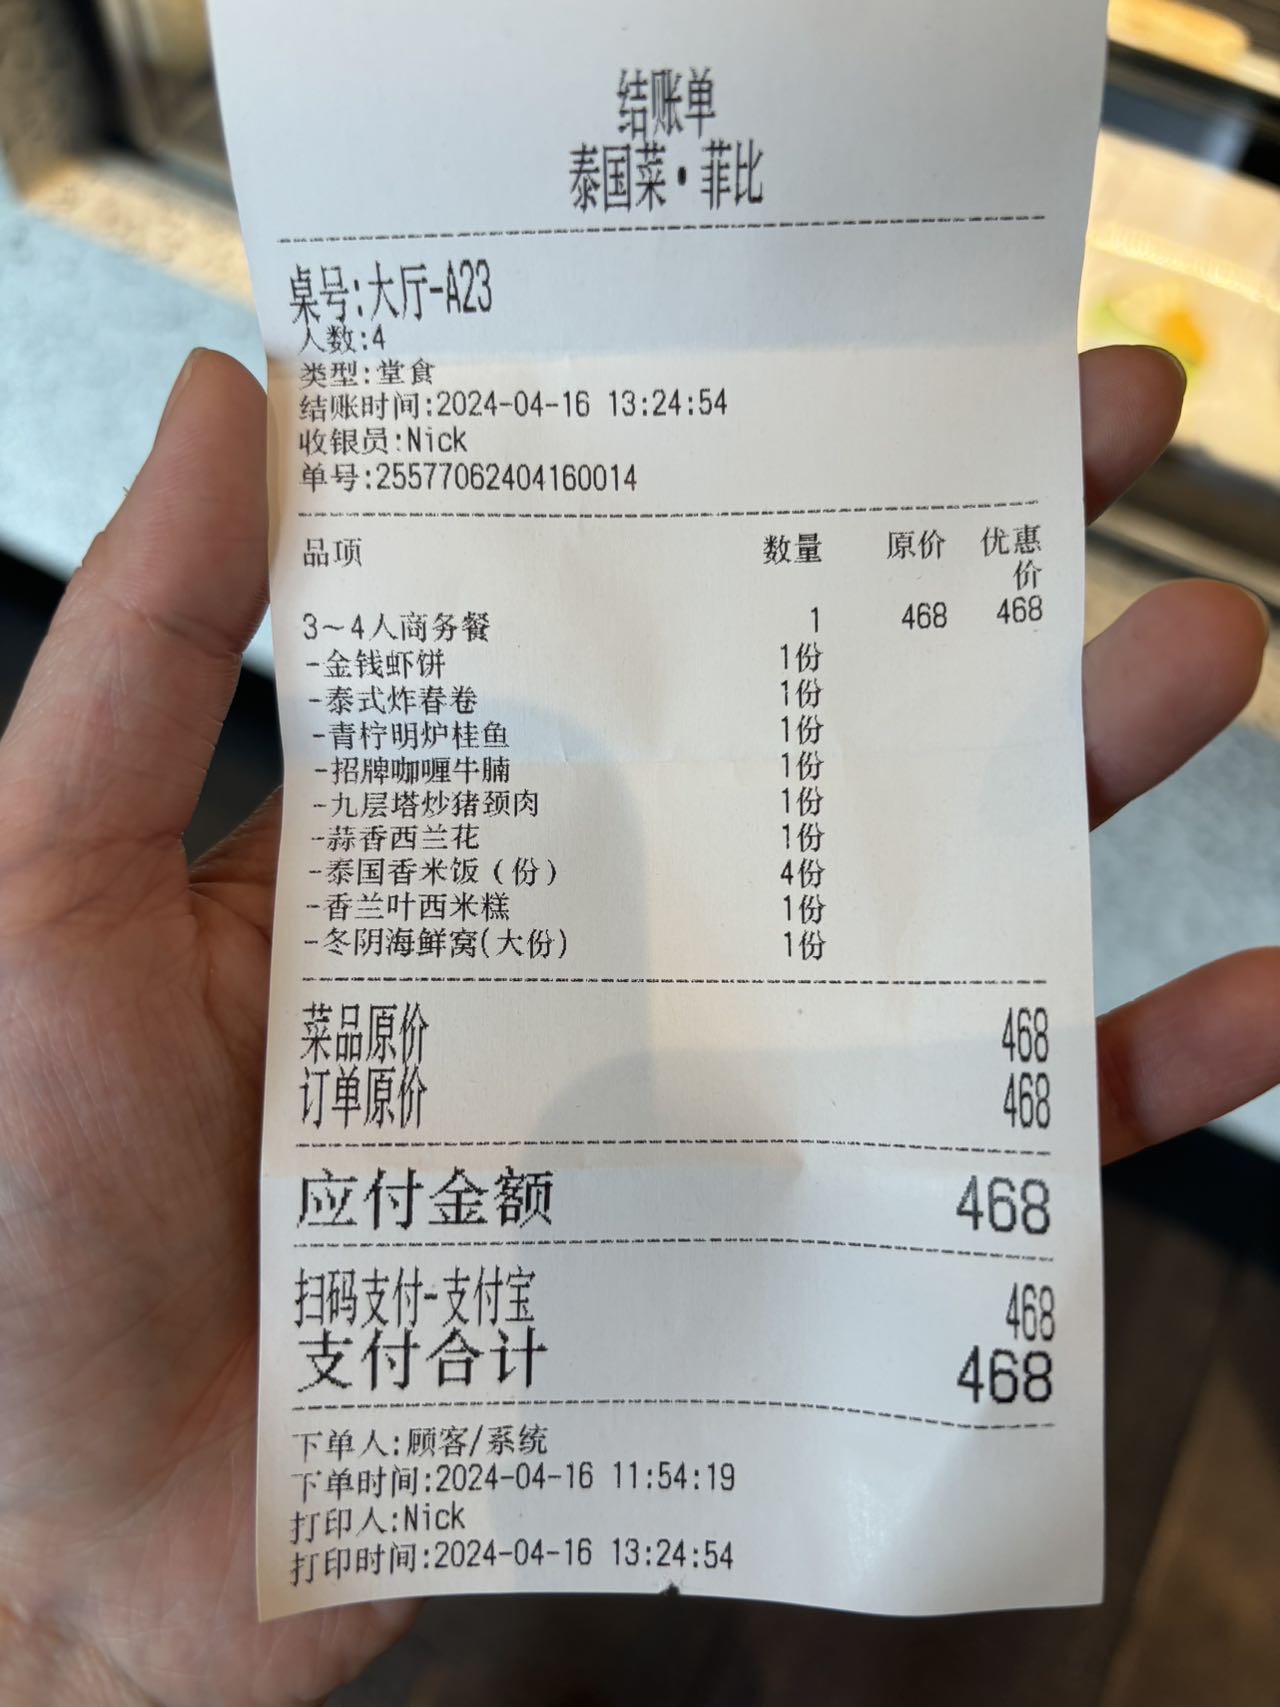 结账单
泰国菜·菲比
桌号:大厅-A23
人数:4
类型:堂食
结账时间:2024-04-16 13:24:54
收银员:Nick
单号:25577062404160014
品项 数量 原价 优惠
价
3~4人商务餐 1 468 468
-金钱虾饼 1份
-泰式炸春卷 1份
-青柠明炉桂鱼 1份
-招牌咖喱牛腩 1份
-九层塔炒猪颈肉 1份
-蒜香西兰花 1份
-泰国香米饭（份） 4份
-香兰叶西米糕 1份
-冬阴海鲜窝(大份) 1份
菜品原价 468
订单原价 468
应付金额 468
扫码支付-支付宝 468
支付合计 468
下单人:顾客/系统
下单时间:2024-04-16 11:54:19
打印人:Nick
打印时间:2024-04-16 13:24:54